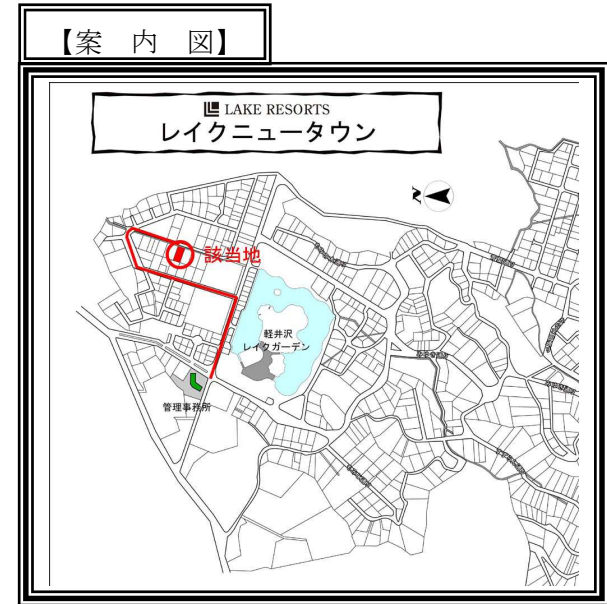 【案 内 図】
LAKE RESORTS
レイクニュータウン
N
該当地
軽井沢
レイクガーデン
管理事務所